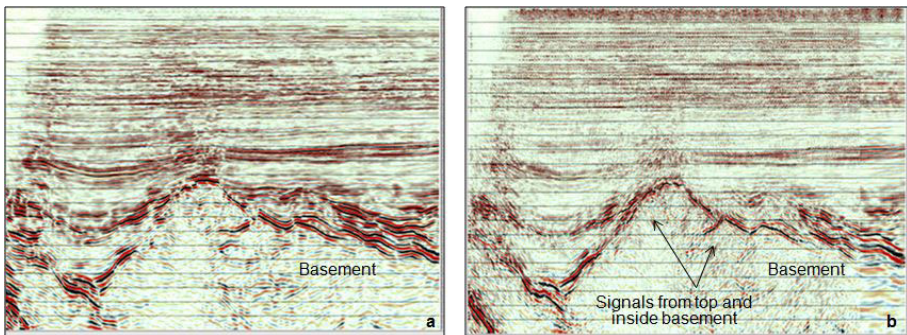 Basement
a
Basement
Signals from top and
inside basement
b